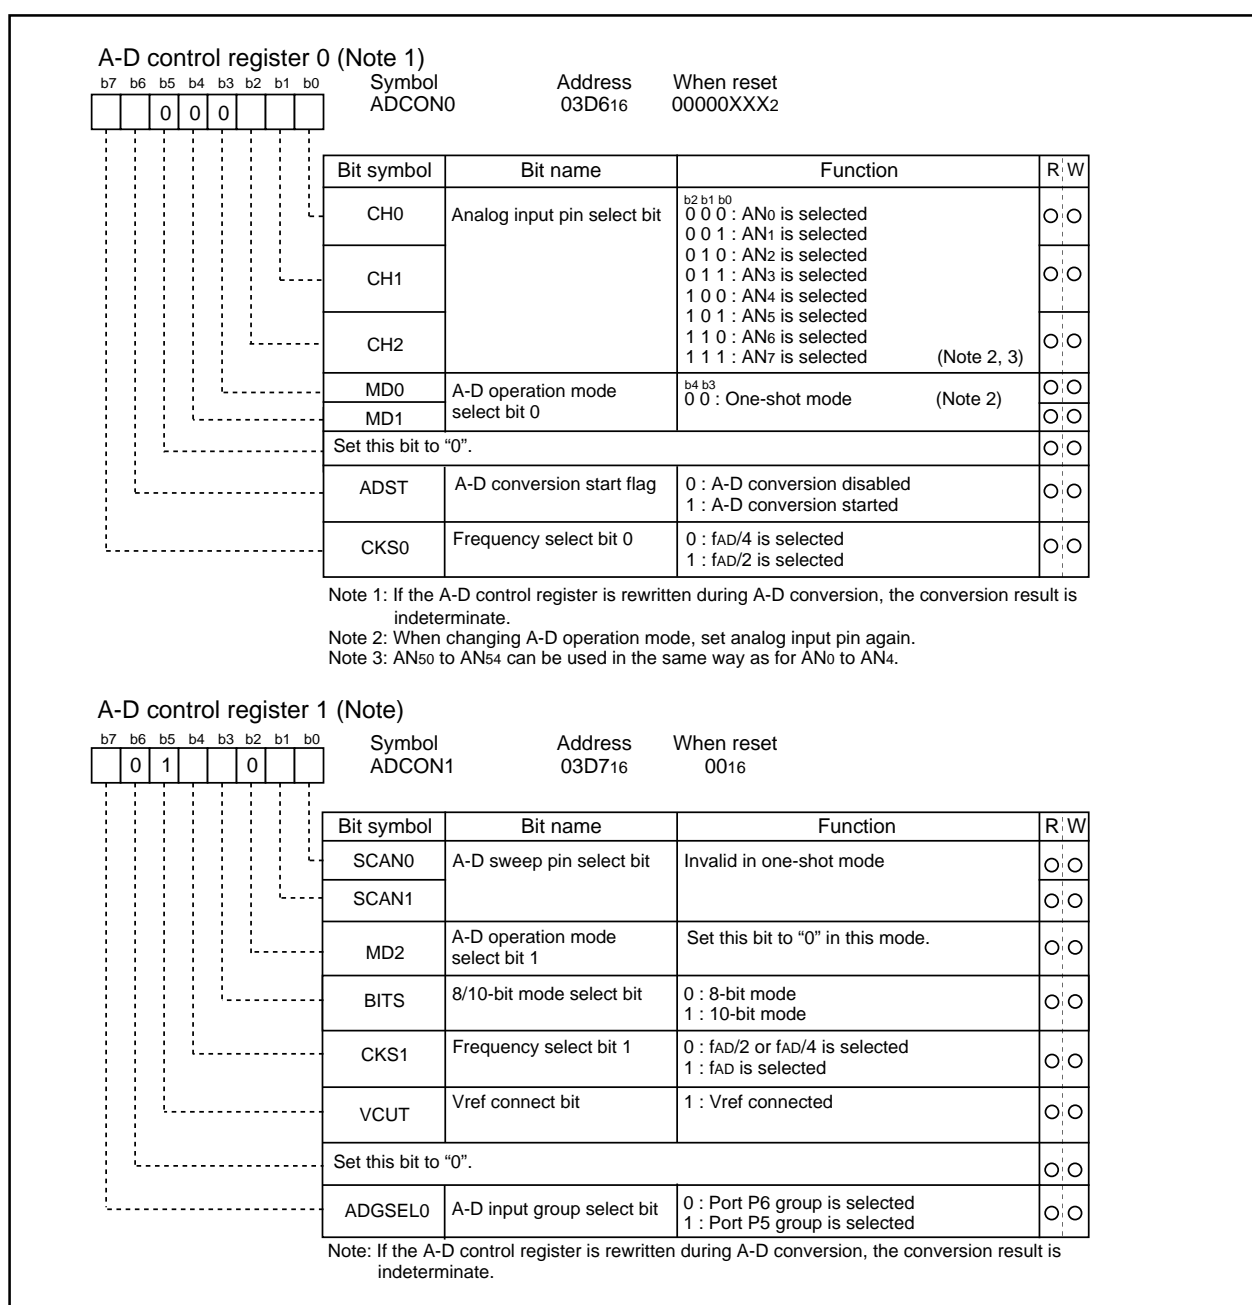 A-D control register 0 (Note 1)
b7 b6 b5 b4 b3 b2 b1 b0
Symbol Address When reset
ADCON0 03D616 00000XXX2
0 0 0
Bit symbol Bit name Function R W
CH0 Analog input pin select bit
b2 b1 b0
0 0 0 : AN0 is selected
0 0 1 : AN1 is selected
0 1 0 : AN2 is selected
CH1
0 1 1 : AN3 is selected
1 0 0 : AN4 is selected
1 0 1 : AN5 is selected
CH2
1 1 0 : AN6 is selected
1 1 1 : AN7 is selected (Note 2, 3)
MD0 A-D operation mode
select bit 0
b4 b3
0 0 : One-shot mode (Note 2)
MD1
Set this bit to “0”.
ADST A-D conversion start flag 0 : A-D conversion disabled
1 : A-D conversion started
CKS0 Frequency select bit 0 0 : fAD/4 is selected
1 : fAD/2 is selected
Note 1: If the A-D control register is rewritten during A-D conversion, the conversion result is
indeterminate.
Note 2: When changing A-D operation mode, set analog input pin again.
Note 3: AN50 to AN54 can be used in the same way as for AN0 to AN4.
A-D control register 1 (Note)
b7 b6 b5 b4 b3 b2 b1 b0
Symbol Address When reset
ADCON1 03D716 0016
0 1 0
Bit symbol Bit name Function R W
SCAN0 A-D sweep pin select bit Invalid in one-shot mode
SCAN1
MD2 A-D operation mode
select bit 1
Set this bit to “0” in this mode.
BITS 8/10-bit mode select bit 0 : 8-bit mode
1 : 10-bit mode
CKS1 Frequency select bit 1 0 : fAD/2 or fAD/4 is selected
1 : fAD is selected
VCUT Vref connect bit 1 : Vref connected
Set this bit to “0”.
ADGSEL0 A-D input group select bit 0 : Port P6 group is selected
1 : Port P5 group is selected
Note: If the A-D control register is rewritten during A-D conversion, the conversion result is
indeterminate.